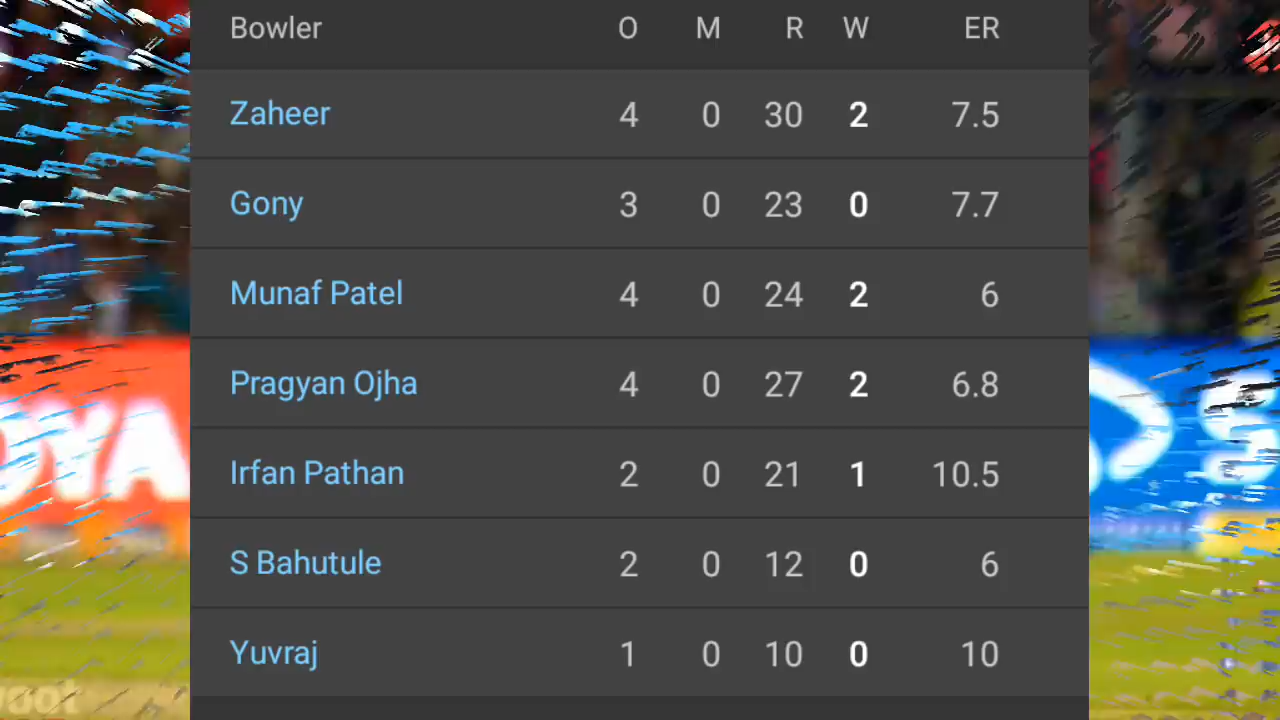 Bowler O M R W ER
Zaheer 4 0 30 2 7.5
Gony 3 0 23 0 7.7
Munaf Patel 4 0 24 2 6
Pragyan Ojha 4 0 27 2 6.8
Irfan Pathan 2 0 21 1 10.5
S Bahutule 2 0 12 0 6
Yuvraj 1 0 10 0 10